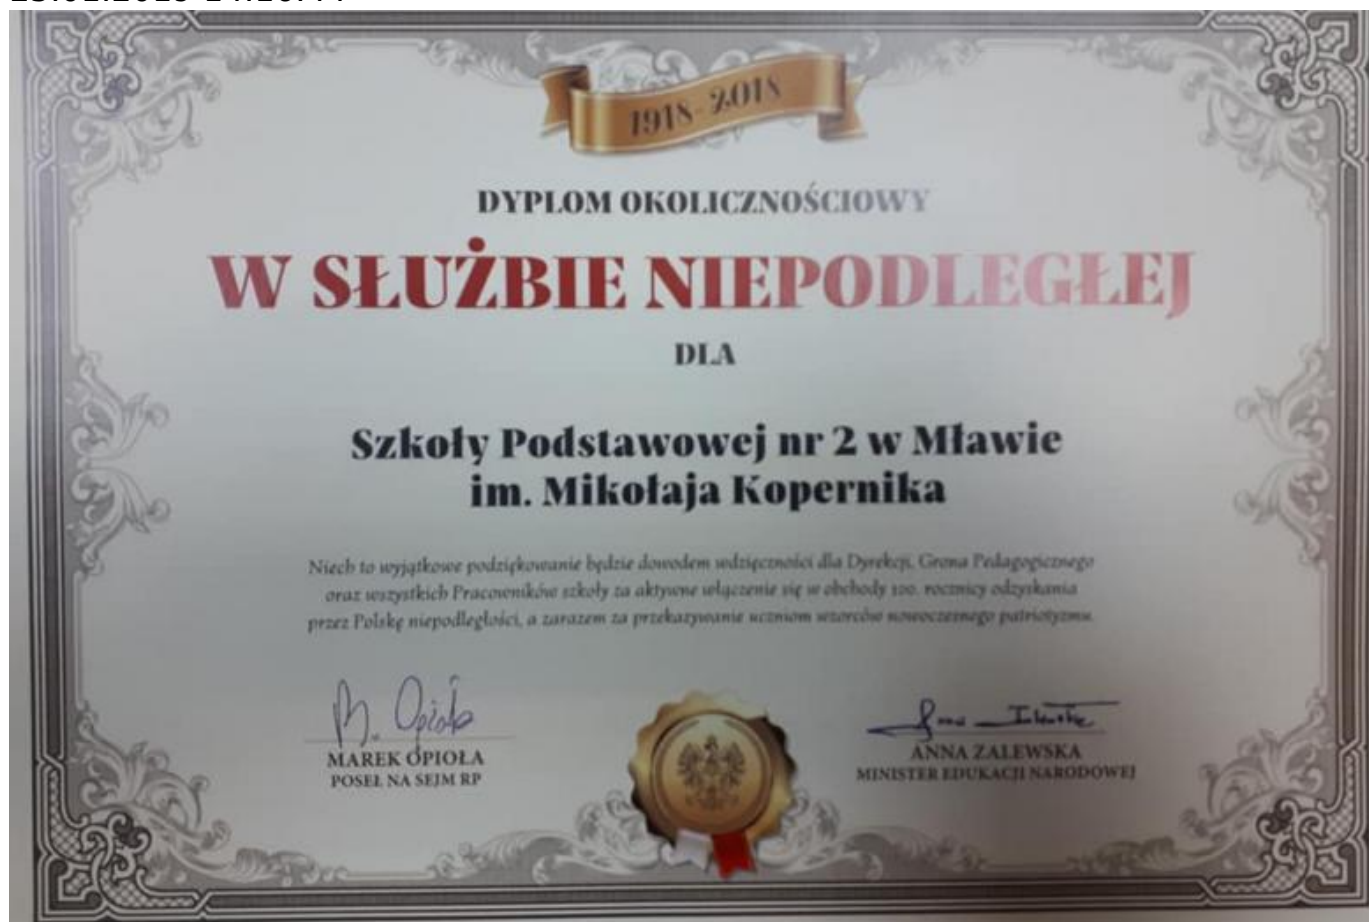 1918-2018
DYPLOM OKOLICZNOŚCIOWY
W SŁUŻBIE NIEPODLEGŁEJ
DLA
Szkoły Podstawowej nr 2 w Mławie
im. Mikołaja Kopernika
Niech to wyjątkowe podziękowanie będzie dowodem wdzięczności dla Dyrekcji, Grona Pedagogicznego
oraz wszystkich Pracowników szkoły za aktywne włączenie się w obchody 100. rocznicy odzyskania
przez Polskę niepodległości, a zarazem za przekazywanie uczniom wzorców nowoczesnego patriotyzmu.
M. Opioła
MAREK OPIOŁA
POSEŁ NA SEJM RP
Anna Zalewska
ANNA ZALEWSKA
MINISTER EDUKACJI NARODOWEJ